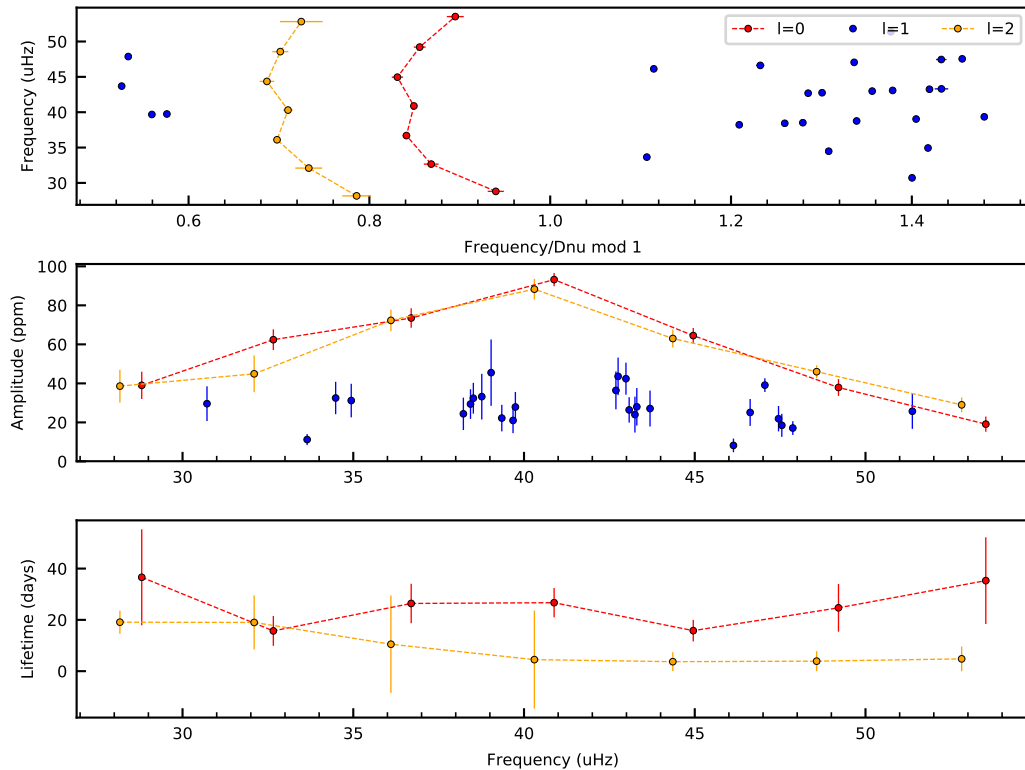 l=0 l=1 l=2
Frequency (uHz)
50
45
40
35
30
0.6 0.8 1.0 1.2 1.4
Frequency/Dnu mod 1
Amplitude (ppm)
100
80
60
40
20
0
30 35 40 45 50
Lifetime (days)
40
20
0
30 35 40 45 50
Frequency (uHz)